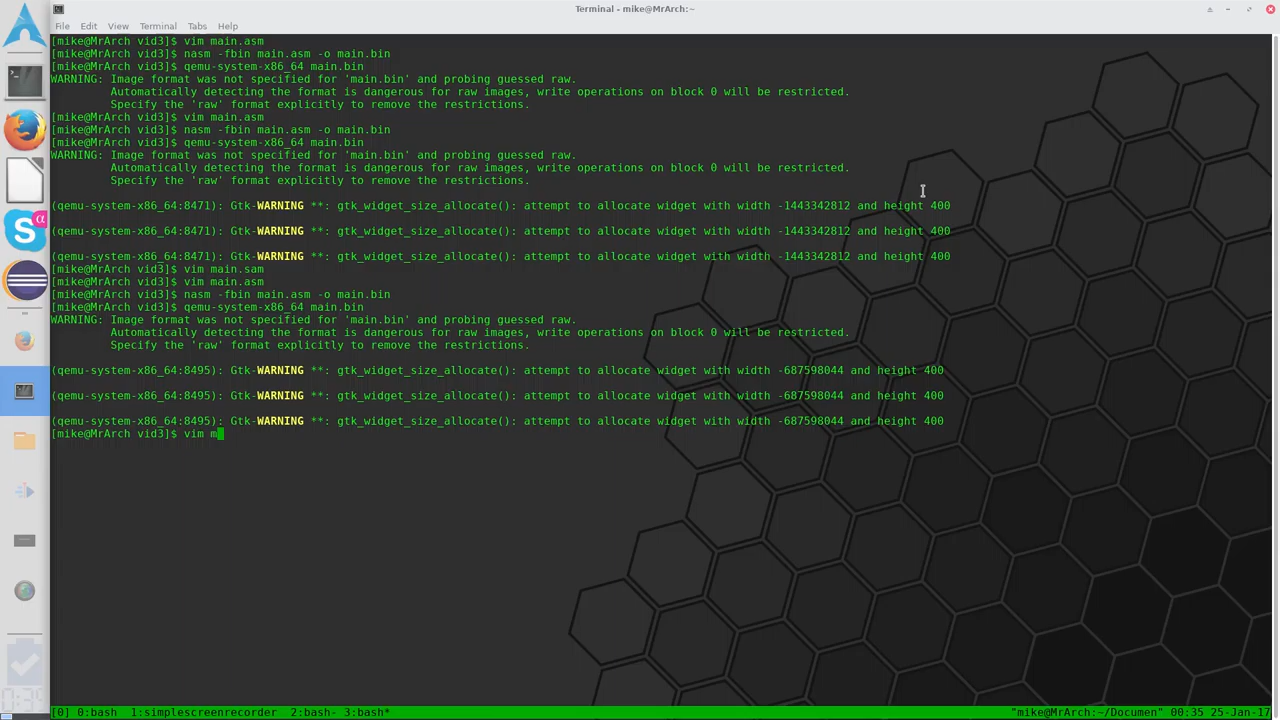 Terminal - mike@MrArch:~
File Edit View Terminal Tabs Help
[mike@MrArch vid3]$ vim main.asm
[mike@MrArch vid3]$ nasm -fbin main.asm -o main.bin
[mike@MrArch vid3]$ qemu-system-x86_64 main.bin
WARNING: Image format was not specified for 'main.bin' and probing guessed raw.
         Automatically detecting the format is dangerous for raw images, write operations on block 0 will be restricted.
         Specify the 'raw' format explicitly to remove the restrictions.
[mike@MrArch vid3]$ vim main.asm
[mike@MrArch vid3]$ nasm -fbin main.asm -o main.bin
[mike@MrArch vid3]$ qemu-system-x86_64 main.bin
WARNING: Image format was not specified for 'main.bin' and probing guessed raw.
         Automatically detecting the format is dangerous for raw images, write operations on block 0 will be restricted.
         Specify the 'raw' format explicitly to remove the restrictions.
(qemu-system-x86_64:8471): Gtk-WARNING **: gtk_widget_size_allocate(): attempt to allocate widget with width -1443342812 and height 400
(qemu-system-x86_64:8471): Gtk-WARNING **: gtk_widget_size_allocate(): attempt to allocate widget with width -1443342812 and height 400
(qemu-system-x86_64:8471): Gtk-WARNING **: gtk_widget_size_allocate(): attempt to allocate widget with width -1443342812 and height 400
[mike@MrArch vid3]$ vim main.sam
[mike@MrArch vid3]$ vim main.asm
[mike@MrArch vid3]$ nasm -fbin main.asm -o main.bin
[mike@MrArch vid3]$ qemu-system-x86_64 main.bin
WARNING: Image format was not specified for 'main.bin' and probing guessed raw.
         Automatically detecting the format is dangerous for raw images, write operations on block 0 will be restricted.
         Specify the 'raw' format explicitly to remove the restrictions.
(qemu-system-x86_64:8495): Gtk-WARNING **: gtk_widget_size_allocate(): attempt to allocate widget with width -687598044 and height 400
(qemu-system-x86_64:8495): Gtk-WARNING **: gtk_widget_size_allocate(): attempt to allocate widget with width -687598044 and height 400
(qemu-system-x86_64:8495): Gtk-WARNING **: gtk_widget_size_allocate(): attempt to allocate widget with width -687598044 and height 400
[mike@MrArch vid3]$ vim m
[0] 0:bash  1:simplescreenrecorder  2:bash- 3:bash* "mike@MrArch:~/Documen" 00:35 25-Jan-17